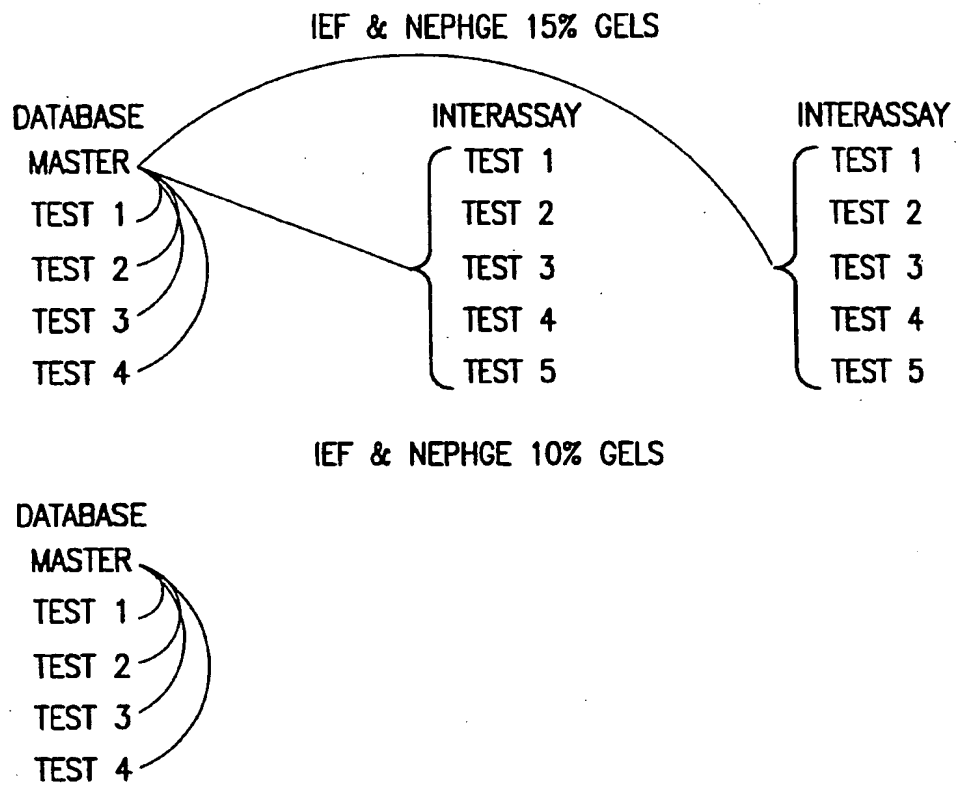 IEF & NEPHGE 15% GELS
DATABASE
MASTER
TEST 1
TEST 2
TEST 3
TEST 4
INTERASSAY
TEST 1
TEST 2
TEST 3
TEST 4
TEST 5
INTERASSAY
TEST 1
TEST 2
TEST 3
TEST 4
TEST 5
IEF & NEPHGE 10% GELS
DATABASE
MASTER
TEST 1
TEST 2
TEST 3
TEST 4